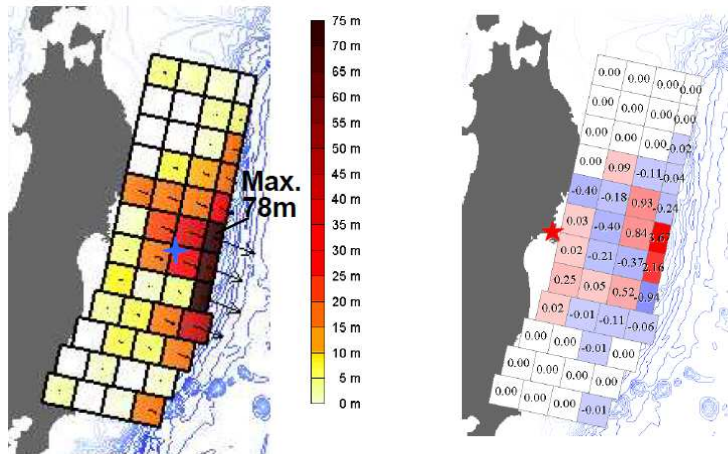 Max.
78m
75 m
70 m
65 m
60 m
55 m
50 m
45 m
40 m
35 m
30 m
25 m
20 m
15 m
10 m
5 m
0 m
0.00 0.00 0.00 0.00
0.00 0.00 0.00 0.00
0.00 0.00 0.00 -0.02
0.00 0.09 -0.11 -0.04
-0.40 -0.18 0.93 -0.24
0.03 -0.40 0.84 3.67
0.02 -0.21 -0.37 2.16
0.25 0.05 0.52 -0.94
0.02 -0.01 -0.11 -0.06
0.00 0.00 -0.01 0.00
0.00 0.00 0.00 0.00
0.00 0.00 0.00 -0.01